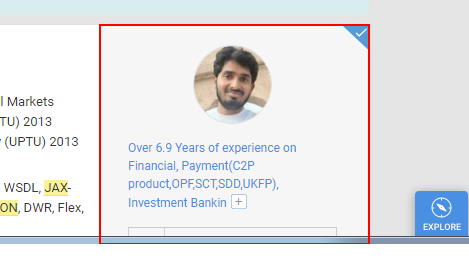 l Markets
TU) 2013
y (UPTU) 2013
, WSDL, JAX-
ON, DWR, Flex,
Over 6.9 Years of experience on
Financial, Payment(C2P
product,OPF,SCT,SDD,UKFP),
Investment Bankin +
EXPLORE